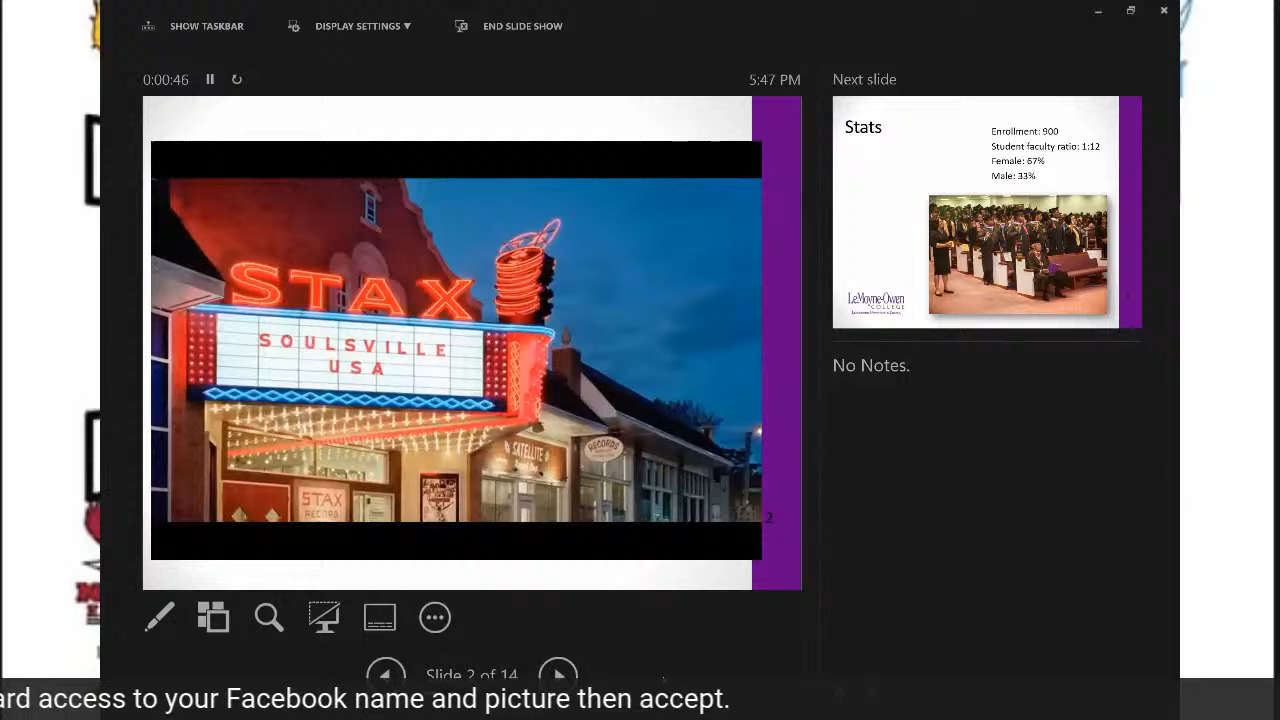 SHOW TASKBAR
DISPLAY SETTINGS ▼
END SLIDE SHOW
0:00:46
5:47 PM
Next slide
STAX
SOULSVILLE
USA
SATELLITE
RECORDS
STAX
RECORD
2
Stats
Enrollment: 900
Student faculty ratio: 1:12
Female: 67%
Male: 33%
LeMoyne-Owen
COLLEGE
No Notes.
Slide 2 of 14
ard access to your Facebook name and picture then accept.